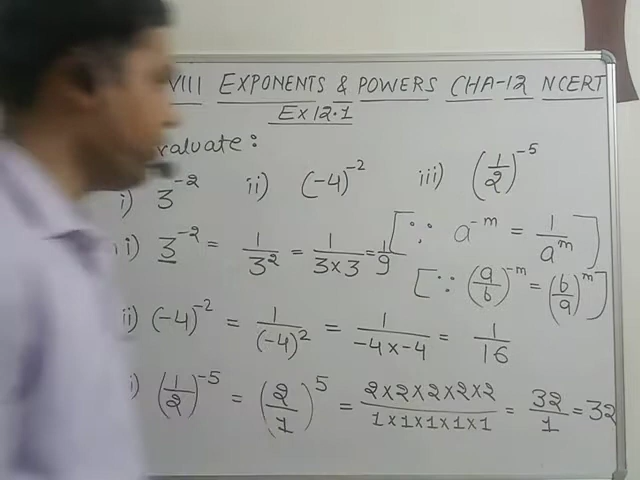 VIII EXPONENTS & POWERS CHA-12 NCERT
Ex 12.1
valuate:
i) 3⁻² ii) (-4)⁻² iii) (1/2)⁻⁵
i) 3⁻² = 1/3² = 1/(3×3) = 1/9 [∵ a⁻ᵐ = 1/aᵐ]
[∵ (a/b)⁻ᵐ = (b/a)ᵐ]
ii) (-4)⁻² = 1/(-4)² = 1/(-4×-4) = 1/16
i) (1/2)⁻⁵ = (2/1)⁵ = (2×2×2×2×2)/(1×1×1×1×1) = 32/1 = 32